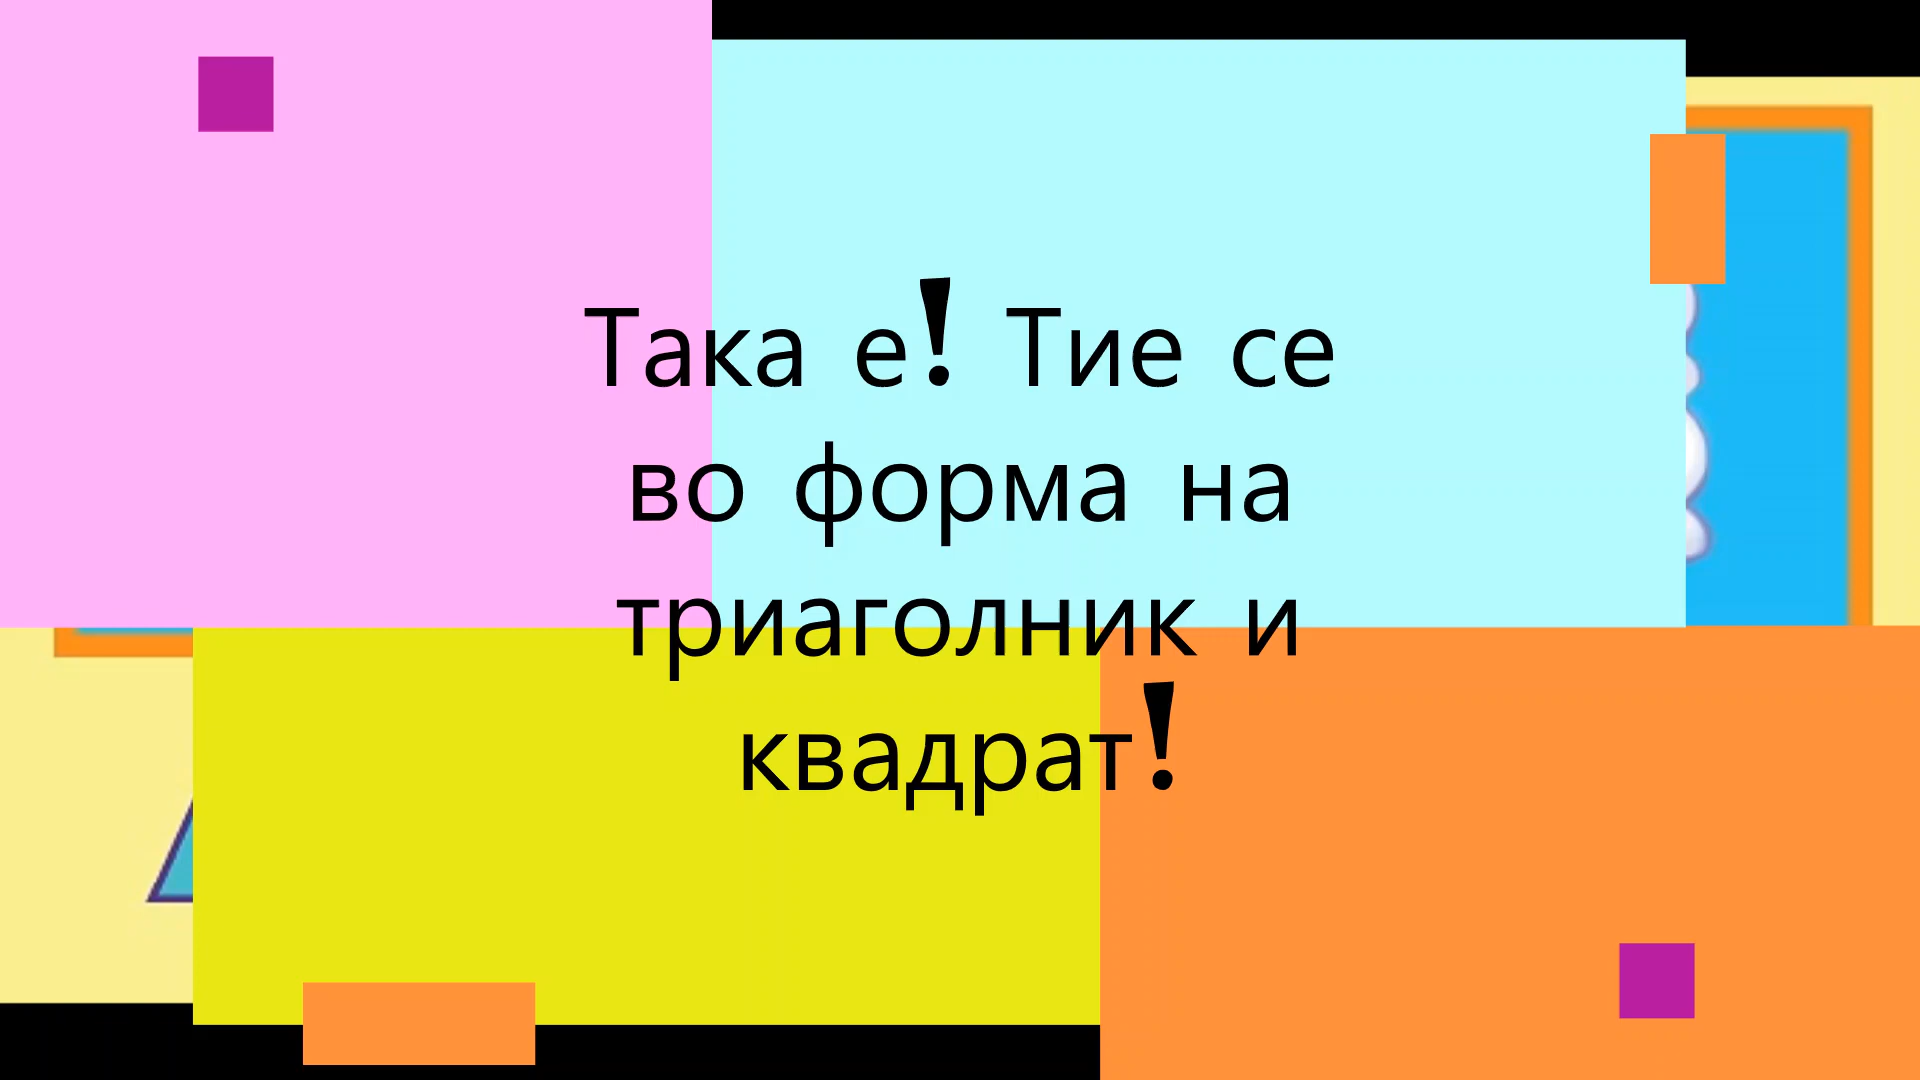 Така е! Тие се
во форма на
триаголник и
квадрат!